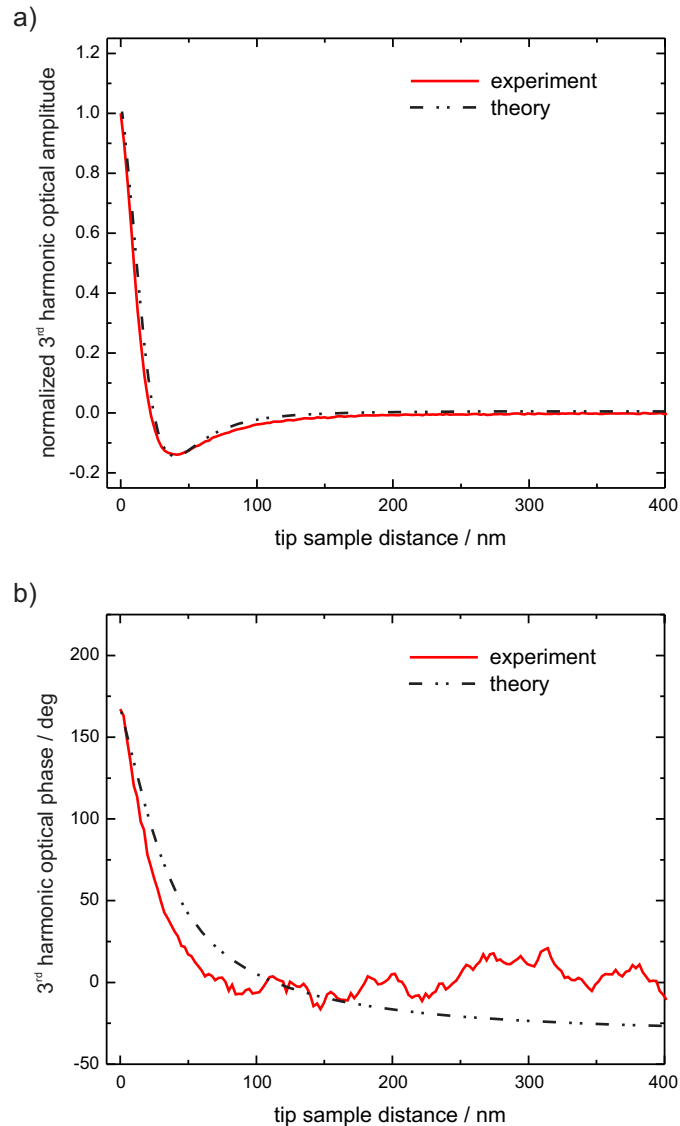 a)
1.2
1.0
0.8
0.6
0.4
0.2
0.0
-0.2
normalized 3rd harmonic optical amplitude
experiment
theory
0
100
200
300
400
tip sample distance / nm
b)
200
150
100
50
0
-50
3rd harmonic optical phase / deg
experiment
theory
0
100
200
300
400
tip sample distance / nm